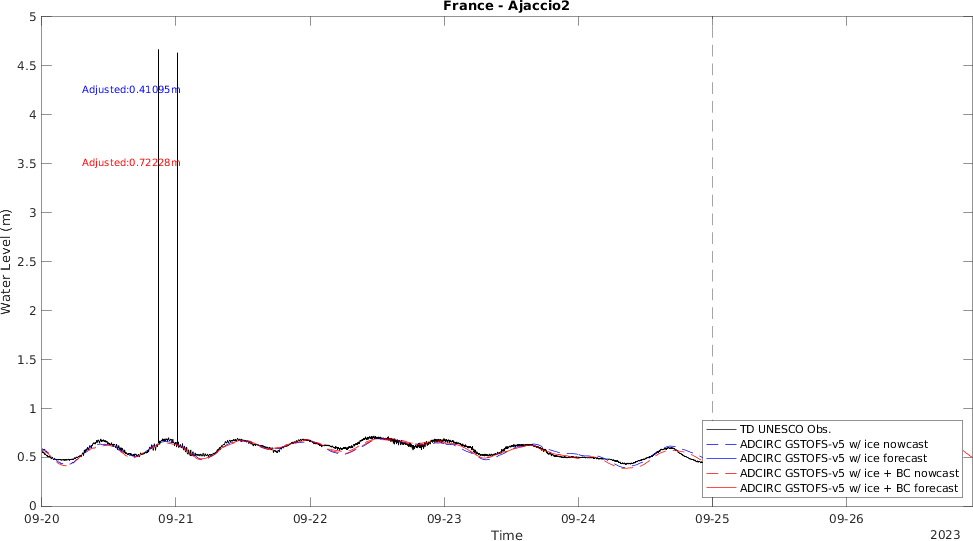 France - Ajaccio2
5
4.5
4
3.5
3
2.5
2
1.5
1
0.5
0
Water Level (m)
Adjusted:0.41095m
Adjusted:0.72228m
TD UNESCO Obs.
ADCIRC GSTOFS-v5 w/ ice nowcast
ADCIRC GSTOFS-v5 w/ ice forecast
ADCIRC GSTOFS-v5 w/ ice + BC nowcast
ADCIRC GSTOFS-v5 w/ ice + BC forecast
09-20 09-21 09-22 09-23 09-24 09-25 09-26
Time
2023